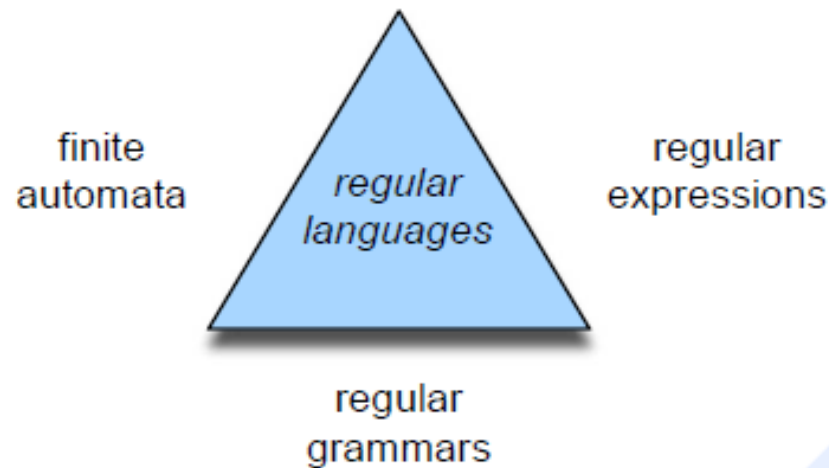 finite
automata
regular
languages
regular
expressions
regular
grammars